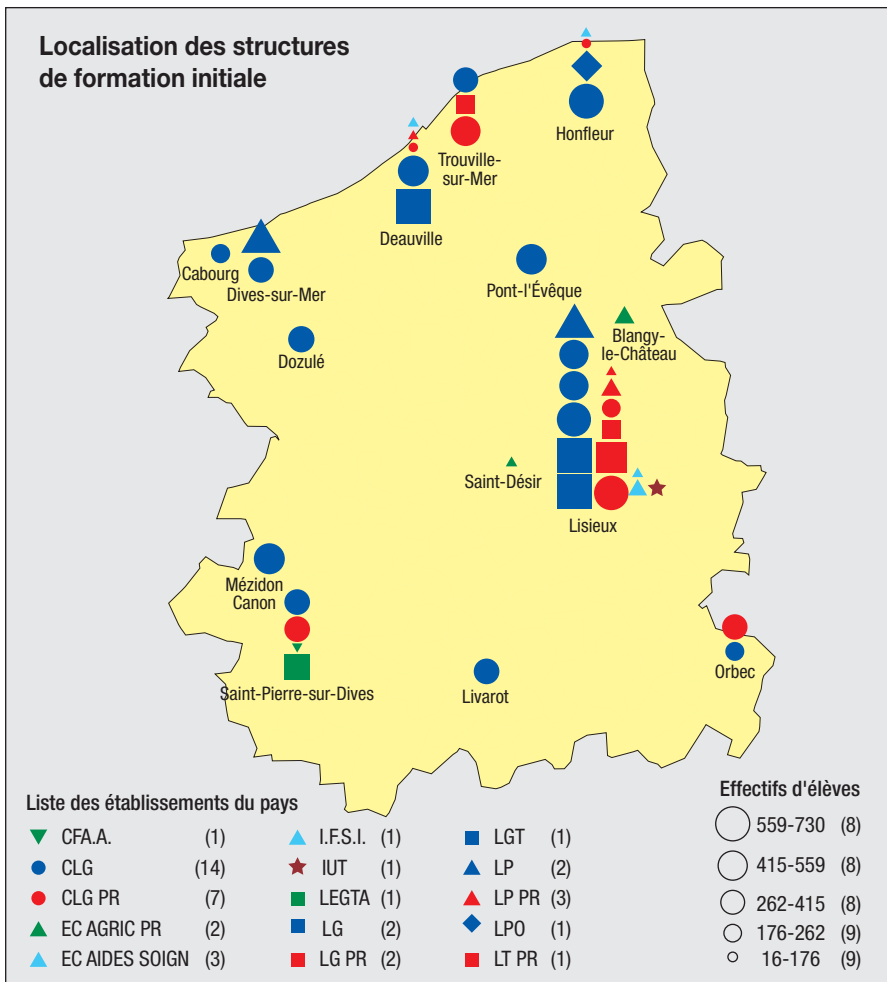 Localisation des structures
de formation initiale
Honfleur
Trouville-
sur-Mer
Deauville
Cabourg
Dives-sur-Mer
Pont-l'Évêque
Blangy-
le-Château
Dozulé
Saint-Désir
Lisieux
Mézidon
Canon
Saint-Pierre-sur-Dives
Livarot
Orbec
Liste des établissements du pays
CFA.A. (1)
CLG (14)
CLG PR (7)
EC AGRIC PR (2)
EC AIDES SOIGN (3)
I.F.S.I. (1)
IUT (1)
LEGTA (1)
LG (2)
LG PR (2)
LGT (1)
LP (2)
LP PR (3)
LPO (1)
LT PR (1)
Effectifs d'élèves
559-730 (8)
415-559 (8)
262-415 (8)
176-262 (9)
16-176 (9)